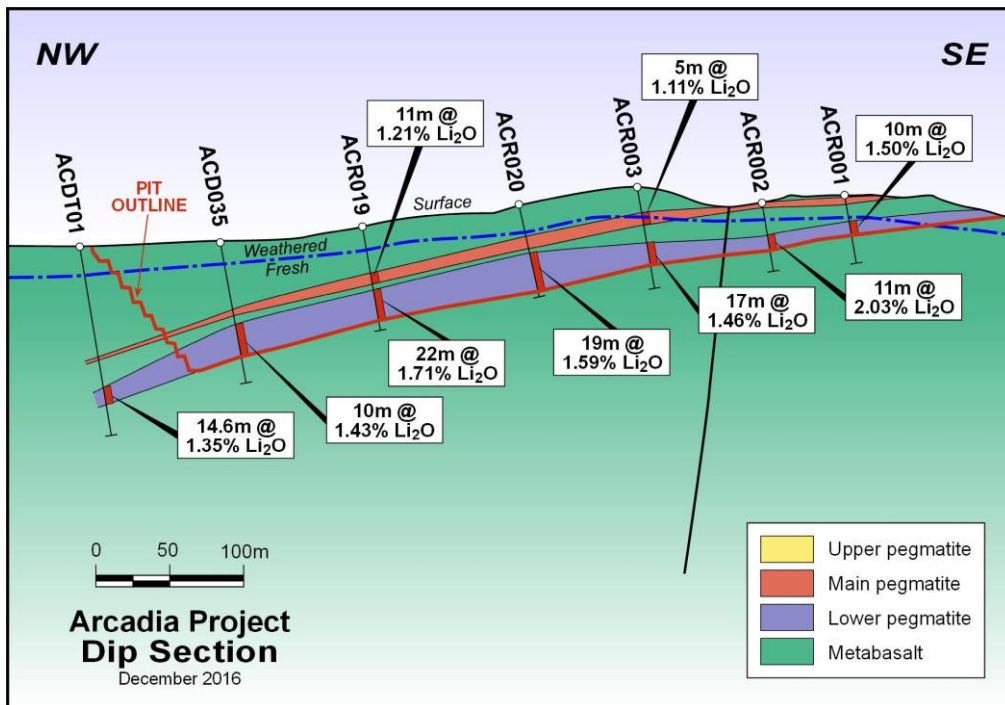 NW
SE
5m @
1.11% Li₂O
11m @
1.21% Li₂O
10m @
1.50% Li₂O
ACDT01
PIT
OUTLINE
ACD035
ACR019
Surface
ACR020
ACR003
ACR002
ACR001
Weathered
Fresh
14.6m @
1.35% Li₂O
10m @
1.43% Li₂O
22m @
1.71% Li₂O
19m @
1.59% Li₂O
17m @
1.46% Li₂O
11m @
2.03% Li₂O
0 50 100m
Arcadia Project
Dip Section
December 2016
Upper pegmatite
Main pegmatite
Lower pegmatite
Metabasalt